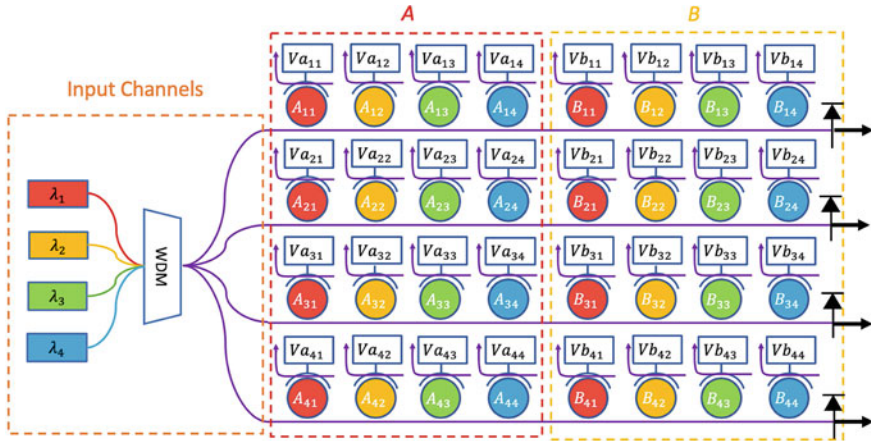 A B
Input Channels
Va₁₁ Va₁₂ Va₁₃ Va₁₄ Vb₁₁ Vb₁₂ Vb₁₃ Vb₁₄
A₁₁ A₁₂ A₁₃ A₁₄ B₁₁ B₁₂ B₁₃ B₁₄
Va₂₁ Va₂₂ Va₂₃ Va₂₄ Vb₂₁ Vb₂₂ Vb₂₃ Vb₂₄
A₂₁ A₂₂ A₂₃ A₂₄ B₂₁ B₂₂ B₂₃ B₂₄
λ₁
λ₂
λ₃
λ₄
WDM
Va₃₁ Va₃₂ Va₃₃ Va₃₄ Vb₃₁ Vb₃₂ Vb₃₃ Vb₃₄
A₃₁ A₃₂ A₃₃ A₃₄ B₃₁ B₃₂ B₃₃ B₃₄
Va₄₁ Va₄₂ Va₄₃ Va₄₄ Vb₄₁ Vb₄₂ Vb₄₃ Vb₄₄
A₄₁ A₄₂ A₄₃ A₄₄ B₄₁ B₄₂ B₄₃ B₄₄